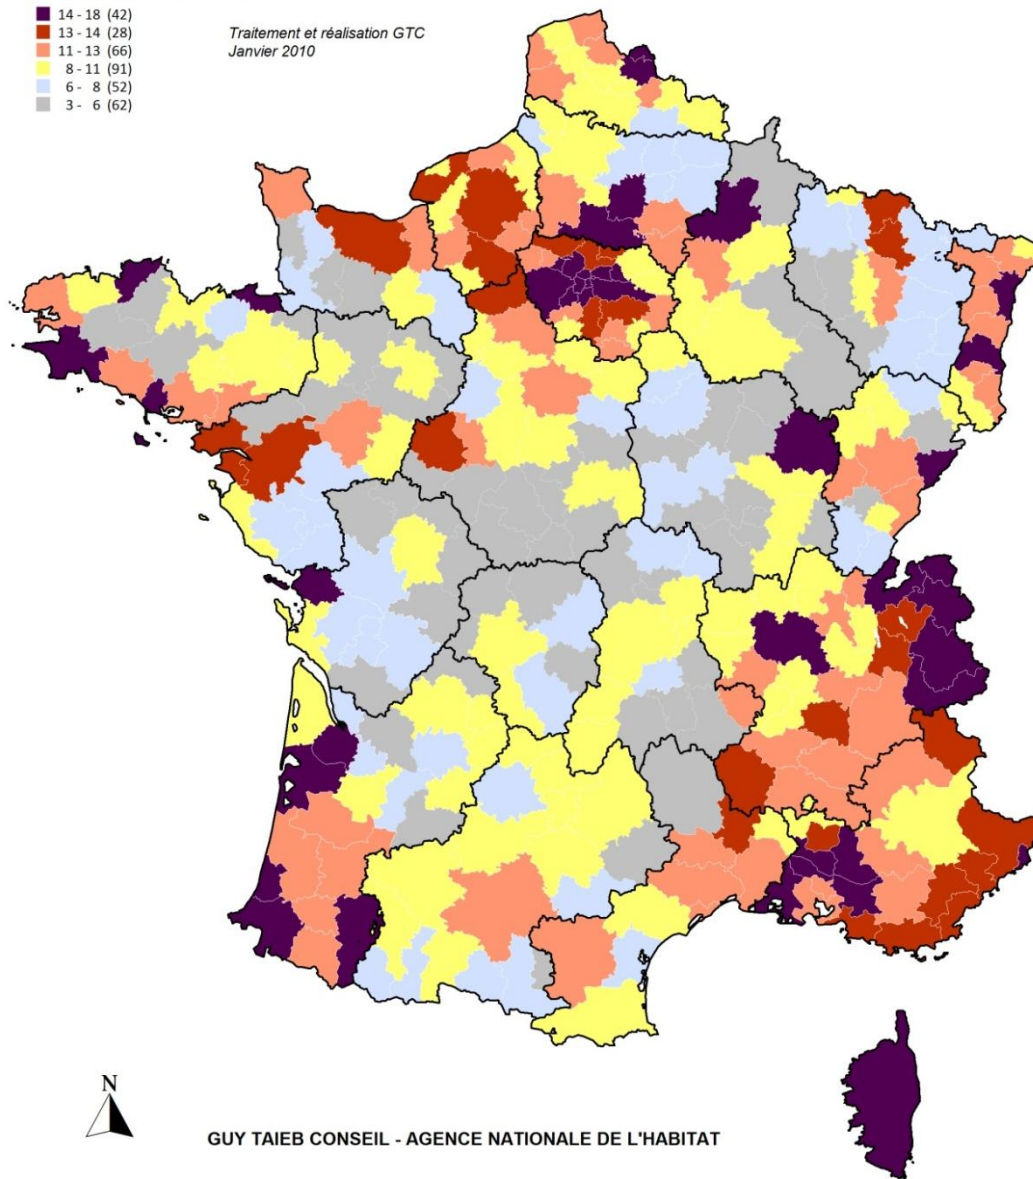 14 - 18 (42)
13 - 14 (28)
11 - 13 (66)
8 - 11 (91)
6 - 8 (52)
3 - 6 (62)
Traitement et réalisation GTC
Janvier 2010
N
GUY TAIEB CONSEIL - AGENCE NATIONALE DE L'HABITAT